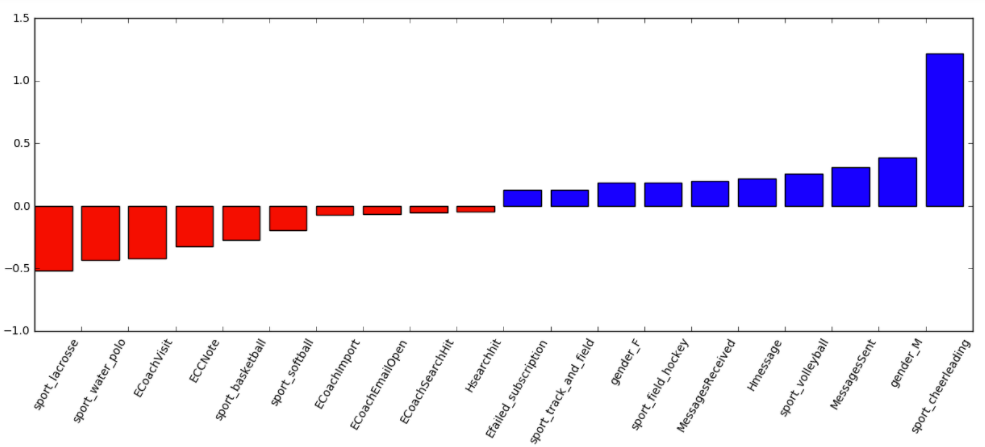 1.5
1.0
0.5
0.0
−0.5
−1.0
sport_lacrosse
sport_water_polo
ECoachVisit
ECCNote
sport_basketball
sport_softball
ECoachImport
ECoachEmailOpen
ECoachSearchHit
Hsearchhit
Efailed_subscription
sport_track_and_field
gender_F
sport_field_hockey
MessagesReceived
Hmessage
sport_volleyball
MessagesSent
gender_M
sport_cheerleading